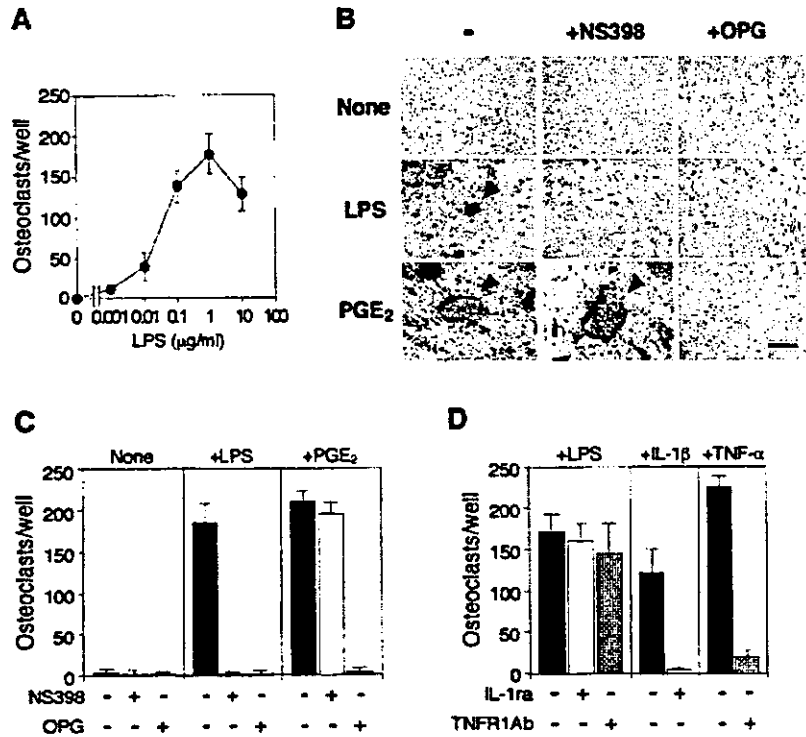 A
Osteoclasts/well
250
200
150
100
50
0
0 0.001 0.01 0.1 1 10 100
LPS (μg/ml)
B
- +NS398 +OPG
None
LPS
PGE₂
C
None +LPS +PGE₂
Osteoclasts/well
250
200
150
100
50
0
NS398 - + - - + - - + -
OPG - - + - - + - - +
D
+LPS +IL-1β +TNF-α
Osteoclasts/well
250
200
150
100
50
0
IL-1ra - + - - + - -
TNFR1Ab - - + - - - +